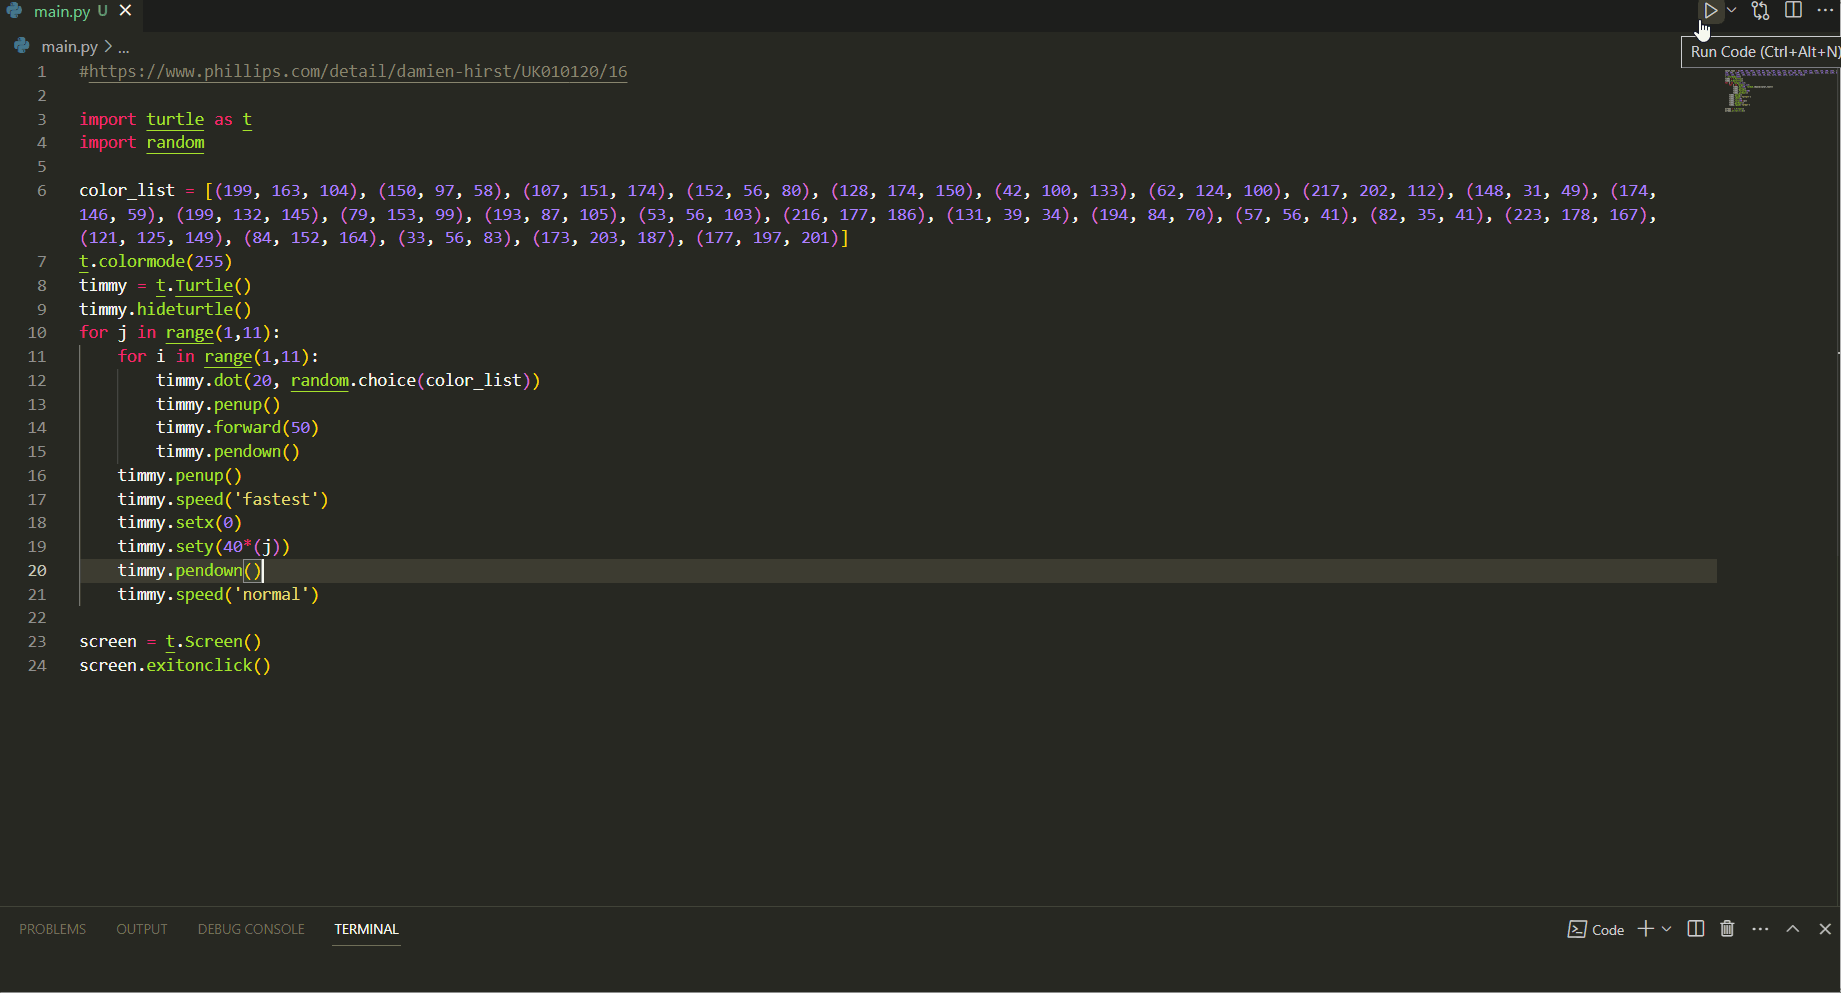 main.py U
Run Code (Ctrl+Alt+N)
main.py > ...
1 #https://www.phillips.com/detail/damien-hirst/UK010120/16
2
3 import turtle as t
4 import random
5
6 color_list = [(199, 163, 104), (150, 97, 58), (107, 151, 174), (152, 56, 80), (128, 174, 150), (42, 100, 133), (62, 124, 100), (217, 202, 112), (148, 31, 49), (174,
146, 59), (199, 132, 145), (79, 153, 99), (193, 87, 105), (53, 56, 103), (216, 177, 186), (131, 39, 34), (194, 84, 70), (57, 56, 41), (82, 35, 41), (223, 178, 167),
(121, 125, 149), (84, 152, 164), (33, 56, 83), (173, 203, 187), (177, 197, 201)]
7 t.colormode(255)
8 timmy = t.Turtle()
9 timmy.hideturtle()
10 for j in range(1,11):
11     for i in range(1,11):
12         timmy.dot(20, random.choice(color_list))
13         timmy.penup()
14         timmy.forward(50)
15         timmy.pendown()
16     timmy.penup()
17     timmy.speed('fastest')
18     timmy.setx(0)
19     timmy.sety(40*(j))
20     timmy.pendown()
21     timmy.speed('normal')
22
23 screen = t.Screen()
24 screen.exitonclick()
PROBLEMS OUTPUT DEBUG CONSOLE TERMINAL Code